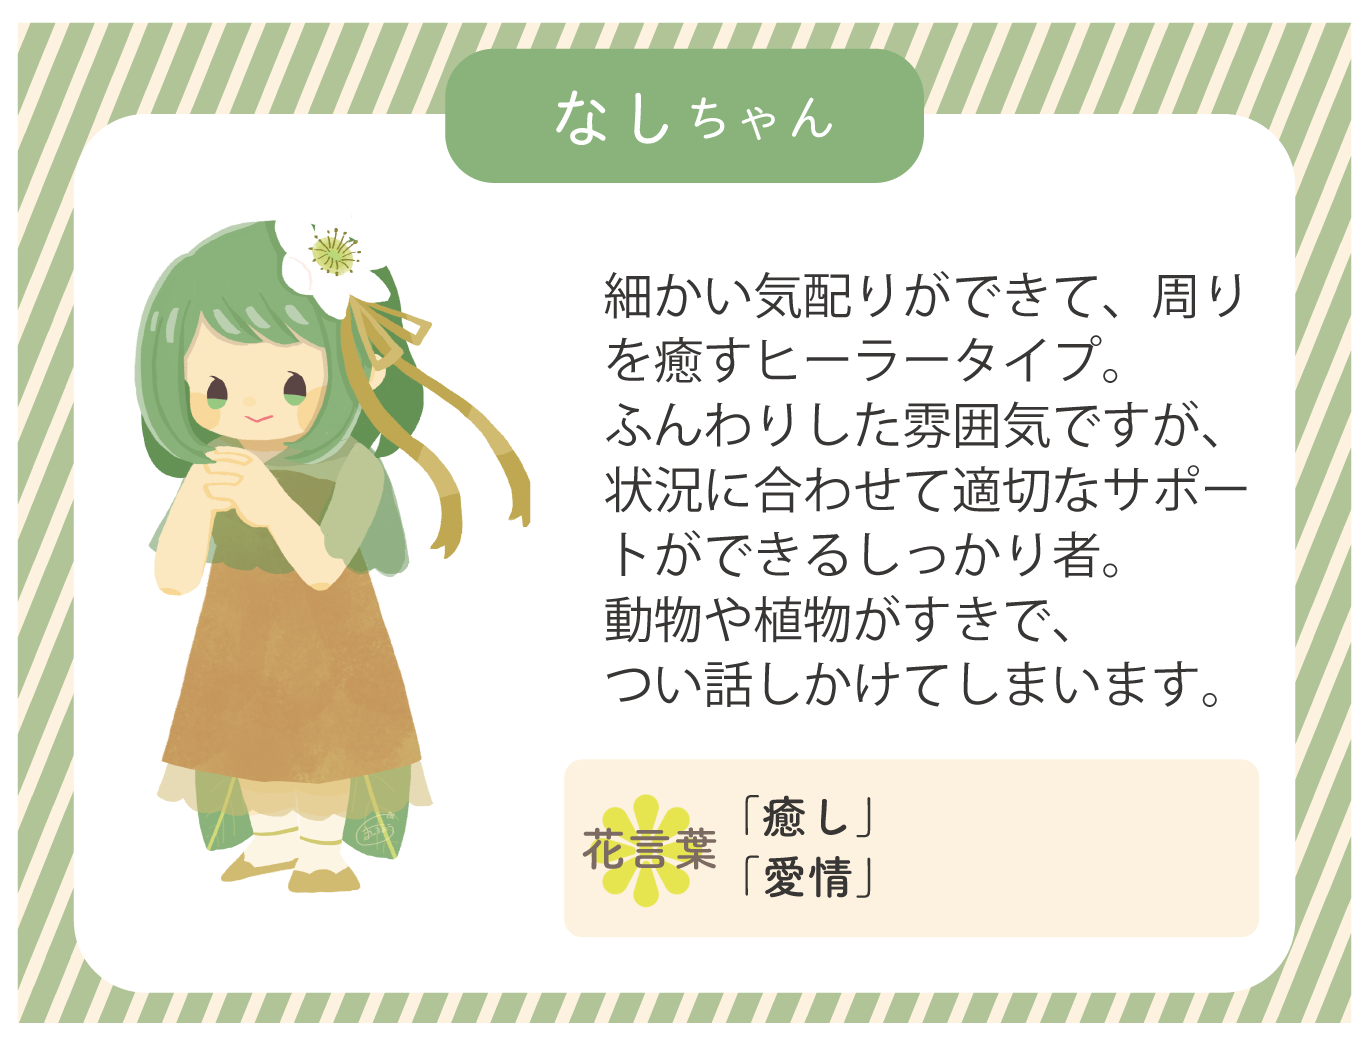 なしちゃん
細かい気配りができて、周り
を癒すヒーラータイプ。
ふんわりした雰囲気ですが、
状況に合わせて適切なサポー
トができるしっかり者。
動物や植物がすきで、
つい話しかけてしまいます。
花言葉
「癒し」
「愛情」